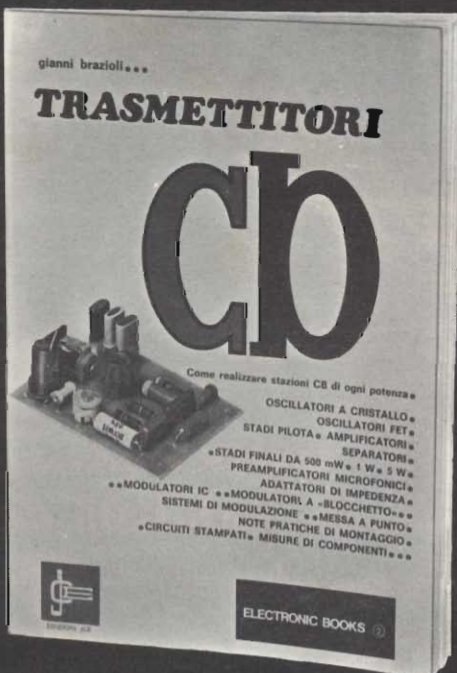 gianni brazioli...
TRASMETTITORI
CB
Come realizzare stazioni CB di ogni potenza.
OSCILLATORI A CRISTALLO.
OSCILLATORI FET.
STADI PILOTA. AMPLIFICATORI.
SEPARATORI.
.STADI FINALI DA 500 mW. 1 W. 5 W.
PREAMPLIFICATORI MICROFONICI.
ADATTATORI DI IMPEDENZA.
..MODULATORI IC ..MODULATORI A «BLOCCHETTO»...
SISTEMI DI MODULAZIONE ..MESSA A PUNTO.
NOTE PRATICHE DI MONTAGGIO.
.CIRCUITI STAMPATI. MISURE DI COMPONENTI...
ELECTRONIC BOOKS 2